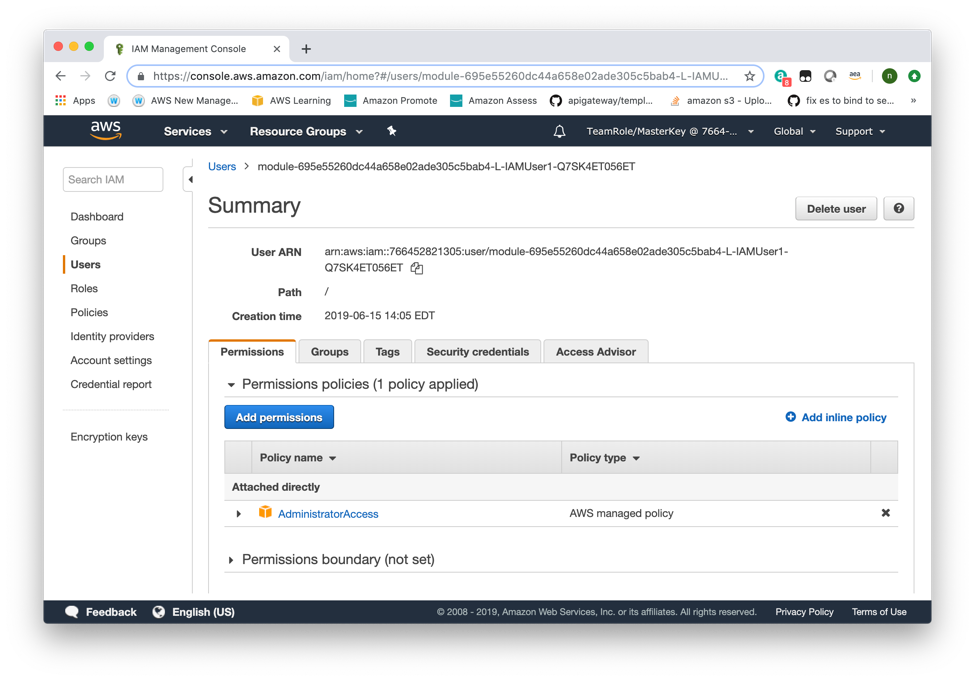 IAM Management Console
https://console.aws.amazon.com/iam/home?#/users/module-695e55260dc44a658e02ade305c5bab4-L-IAMU...
8
aea
n
Apps
AWS New Manage...
AWS Learning
Amazon Promote
Amazon Assess
apigateway/templ...
amazon s3 - Uplo...
fix es to bind to se...
»
aws
Services
Resource Groups
TeamRole/MasterKey @ 7664-...
Global
Support
Search IAM
Dashboard
Groups
Users
Roles
Policies
Identity providers
Account settings
Credential report
Encryption keys
Users > module-695e55260dc44a658e02ade305c5bab4-L-IAMUser1-Q7SK4ET056ET
Summary
Delete user
?
User ARN
arn:aws:iam::766452821305:user/module-695e55260dc44a658e02ade305c5bab4-L-IAMUser1-
Q7SK4ET056ET
Path
/
Creation time
2019-06-15 14:05 EDT
Permissions
Groups
Tags
Security credentials
Access Advisor
Permissions policies (1 policy applied)
Add permissions
Add inline policy
Policy name
Policy type
Attached directly
AdministratorAccess
AWS managed policy
Permissions boundary (not set)
Feedback
English (US)
© 2008 - 2019, Amazon Web Services, Inc. or its affiliates. All rights reserved.
Privacy Policy
Terms of Use